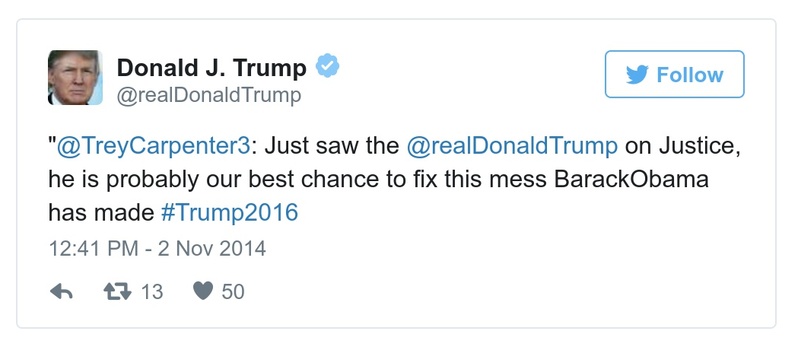 Donald J. Trump
@realDonaldTrump
Follow
"@TreyCarpenter3: Just saw the @realDonaldTrump on Justice,
he is probably our best chance to fix this mess BarackObama
has made #Trump2016
12:41 PM - 2 Nov 2014
13 50